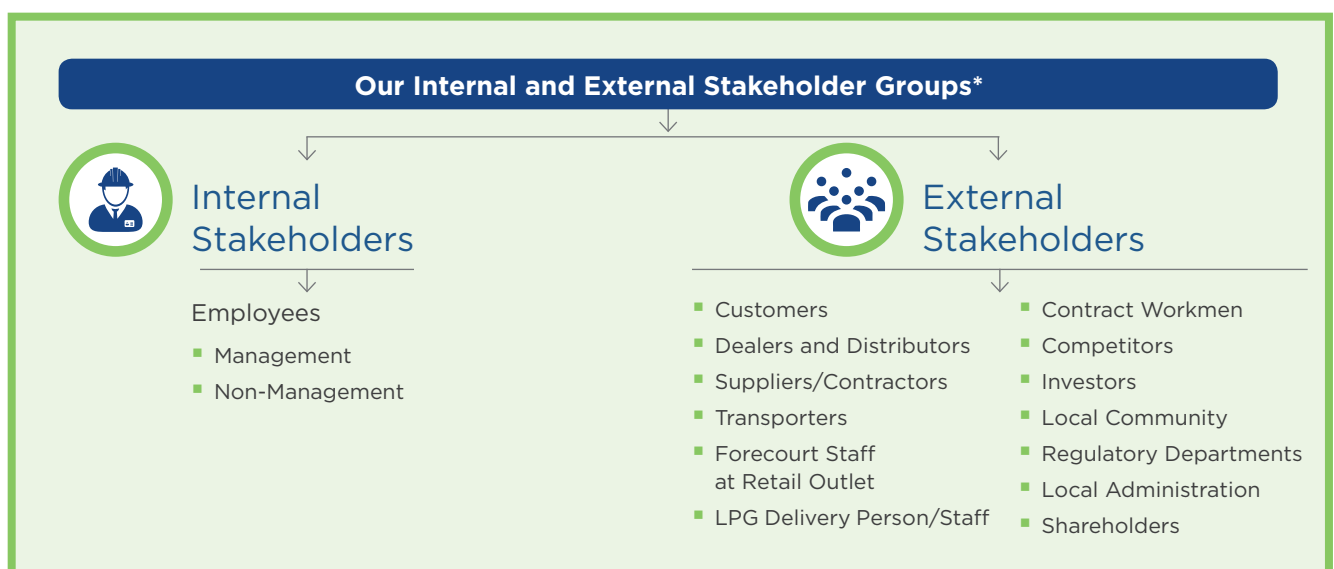 Our Internal and External Stakeholder Groups*
Internal
Stakeholders
Employees
Management
Non-Management
External
Stakeholders
Customers
Dealers and Distributors
Suppliers/Contractors
Transporters
Forecourt Staff
at Retail Outlet
LPG Delivery Person/Staff
Contract Workmen
Competitors
Investors
Local Community
Regulatory Departments
Local Administration
Shareholders